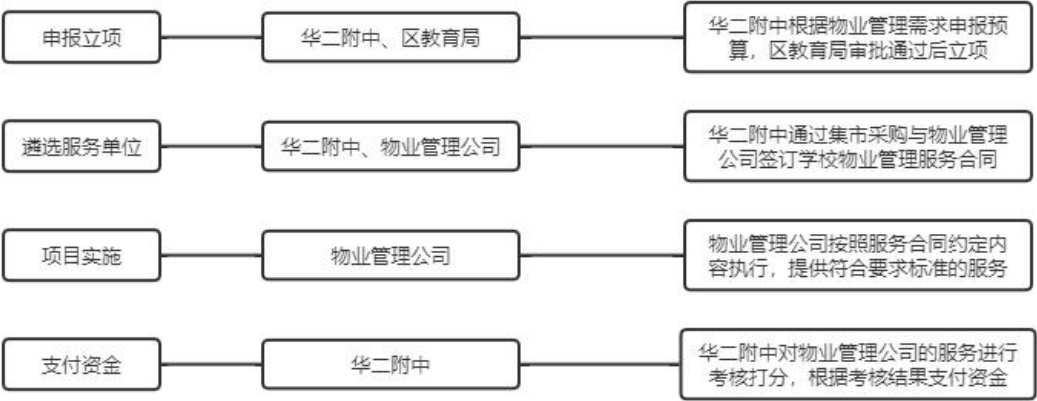 申报立项
华二附中、区教育局
华二附中根据物业管理需求申报预
算，区教育局审批通过后立项
遴选服务单位
华二附中、物业管理公司
华二附中通过集市采购与物业管理
公司签订学校物业管理服务合同
项目实施
物业管理公司
物业管理公司按照服务合同约定内
容执行，提供符合要求标准的服务
支付资金
华二附中
华二附中对物业管理公司的服务进行
考核打分，根据考核结果支付资金